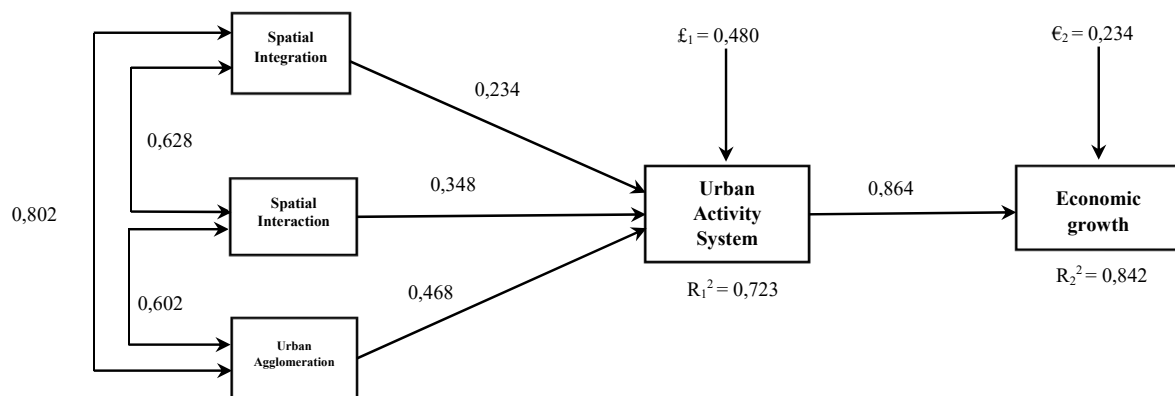 Spatial
Integration
£₁ = 0,480
€₂ = 0,234
0,234
0,628
Spatial
Interaction
0,348
0,802
Urban
Activity
System
0,864
Economic
growth
R₁² = 0,723
R₂² = 0,842
0,602
0,468
Urban
Agglomeration